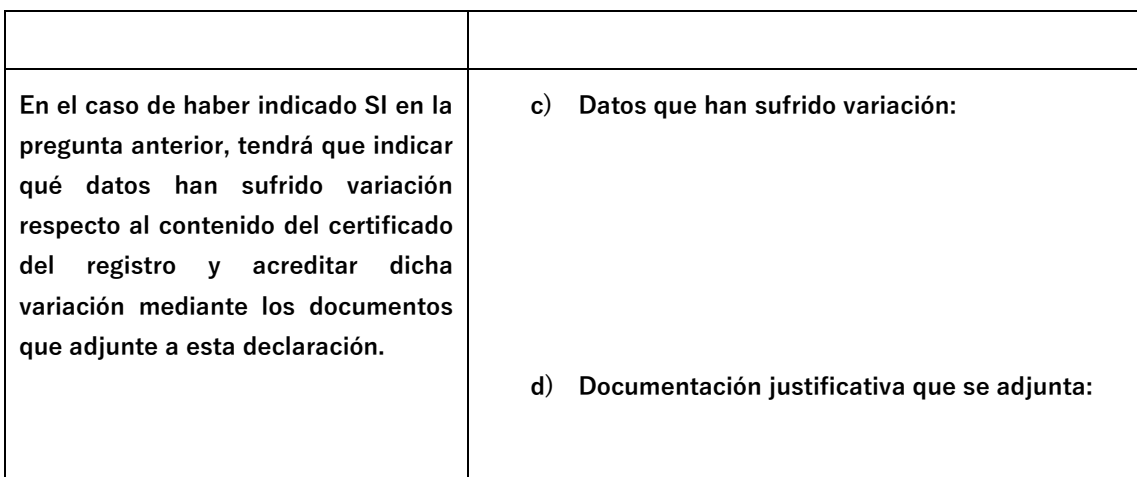 En el caso de haber indicado SI en la
pregunta anterior, tendrá que indicar
qué datos han sufrido variación
respecto al contenido del certificado
del registro y acreditar dicha
variación mediante los documentos
que adjunte a esta declaración.
c) Datos que han sufrido variación:
d) Documentación justificativa que se adjunta: